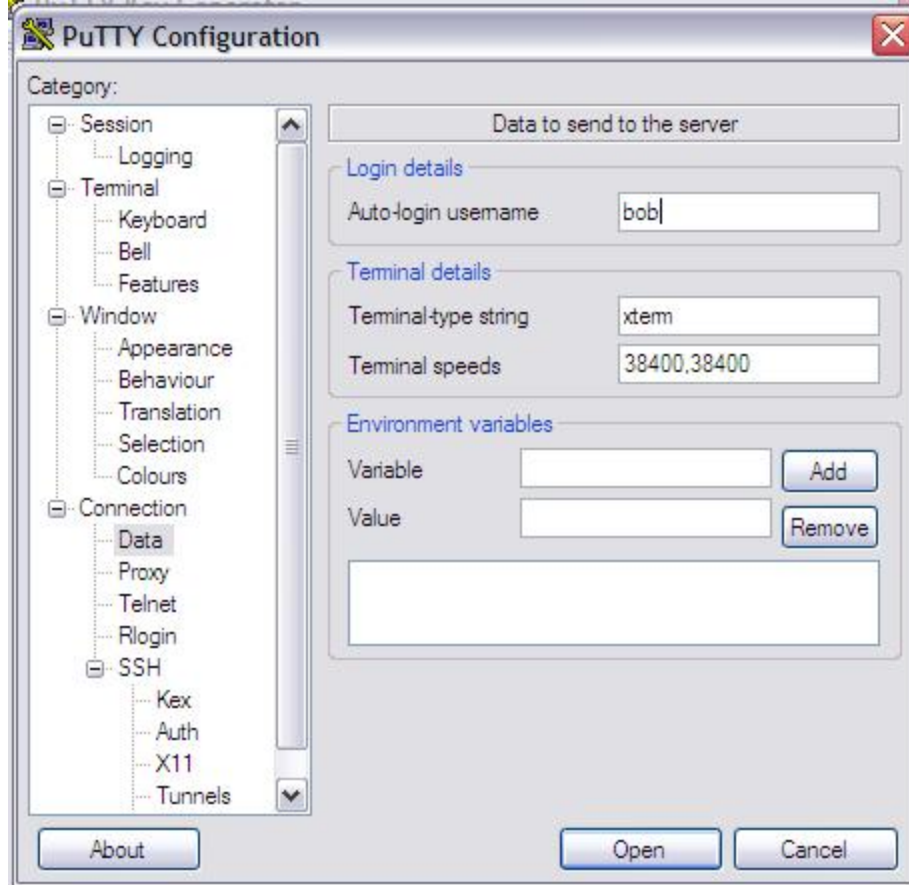 PuTTY Configuration
Category:
Session
Logging
Terminal
Keyboard
Bell
Features
Window
Appearance
Behaviour
Translation
Selection
Colours
Connection
Data
Proxy
Telnet
Rlogin
SSH
Kex
Auth
X11
Tunnels
Data to send to the server
Login details
Auto-login username bob
Terminal details
Terminal-type string xterm
Terminal speeds 38400,38400
Environment variables
Variable Add
Value Remove
About Open Cancel